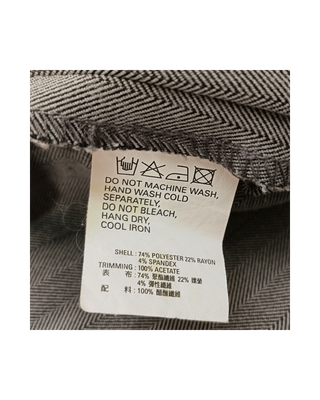 DO NOT MACHINE WASH,
HAND WASH COLD
SEPARATELY,
DO NOT BLEACH,
HANG DRY,
COOL IRON
SHELL : 74% POLYESTER 22% RAYON
4% SPANDEX
TRIMMING : 100% ACETATE
表 布 : 74% 聚酯纖維 22% 嫘縈
4% 彈性纖維
配 料 : 100% 醋酯纖維